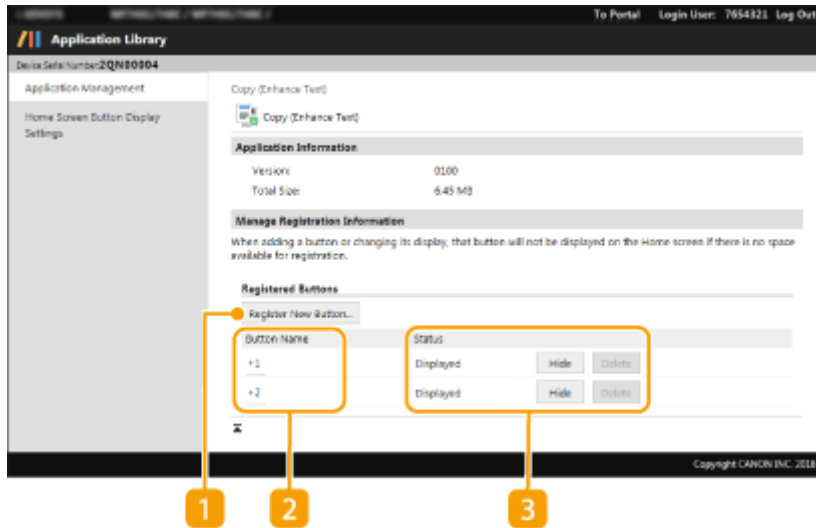 To Portal Login User: 7654321 Log Out
Application Library
Device Serial Number:2QN00004
Application Management
Home Screen Button Display
Settings
Copy (Enhance Text)
Copy (Enhance Text)
Application Information
Version: 0100
Total Size: 6.45 MB
Manage Registration Information
When adding a button or changing its display, that button will not be displayed on the Home screen if there is no space
available for registration.
Registered Buttons
Register New Button...
Button Name Status
+1 Displayed Hide Delete
+2 Displayed Hide Delete
Copyright CANON INC. 2018
1 2 3